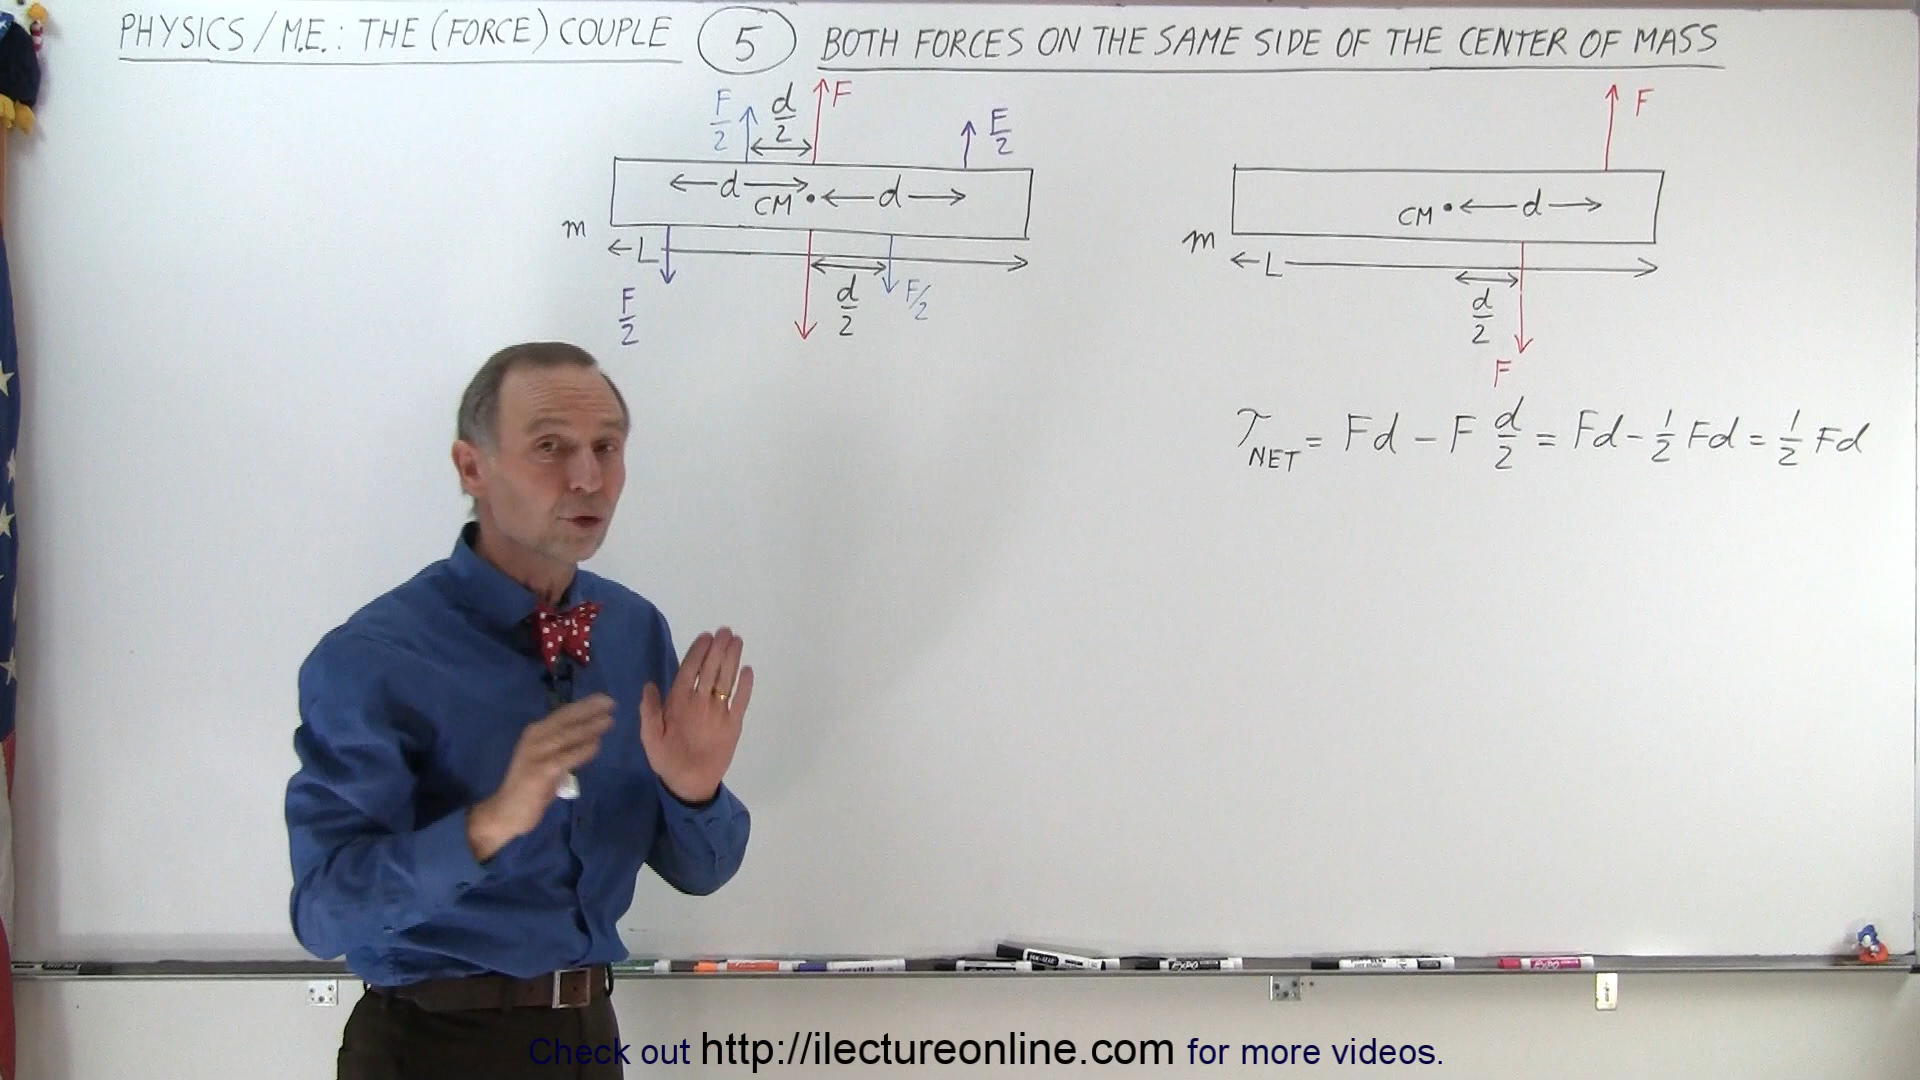 PHYSICS / M.E.: THE (FORCE) COUPLE 5 BOTH FORCES ON THE SAME SIDE OF THE CENTER OF MASS
F/2 d/2 F F/2
d CM d
m L
F/2 d/2 F/2
F
CM d
m L
d/2
F
τNET = Fd - F d/2 = Fd - 1/2 Fd = 1/2 Fd
EXPO
EXPO
Check out http://ilectureonline.com for more videos.